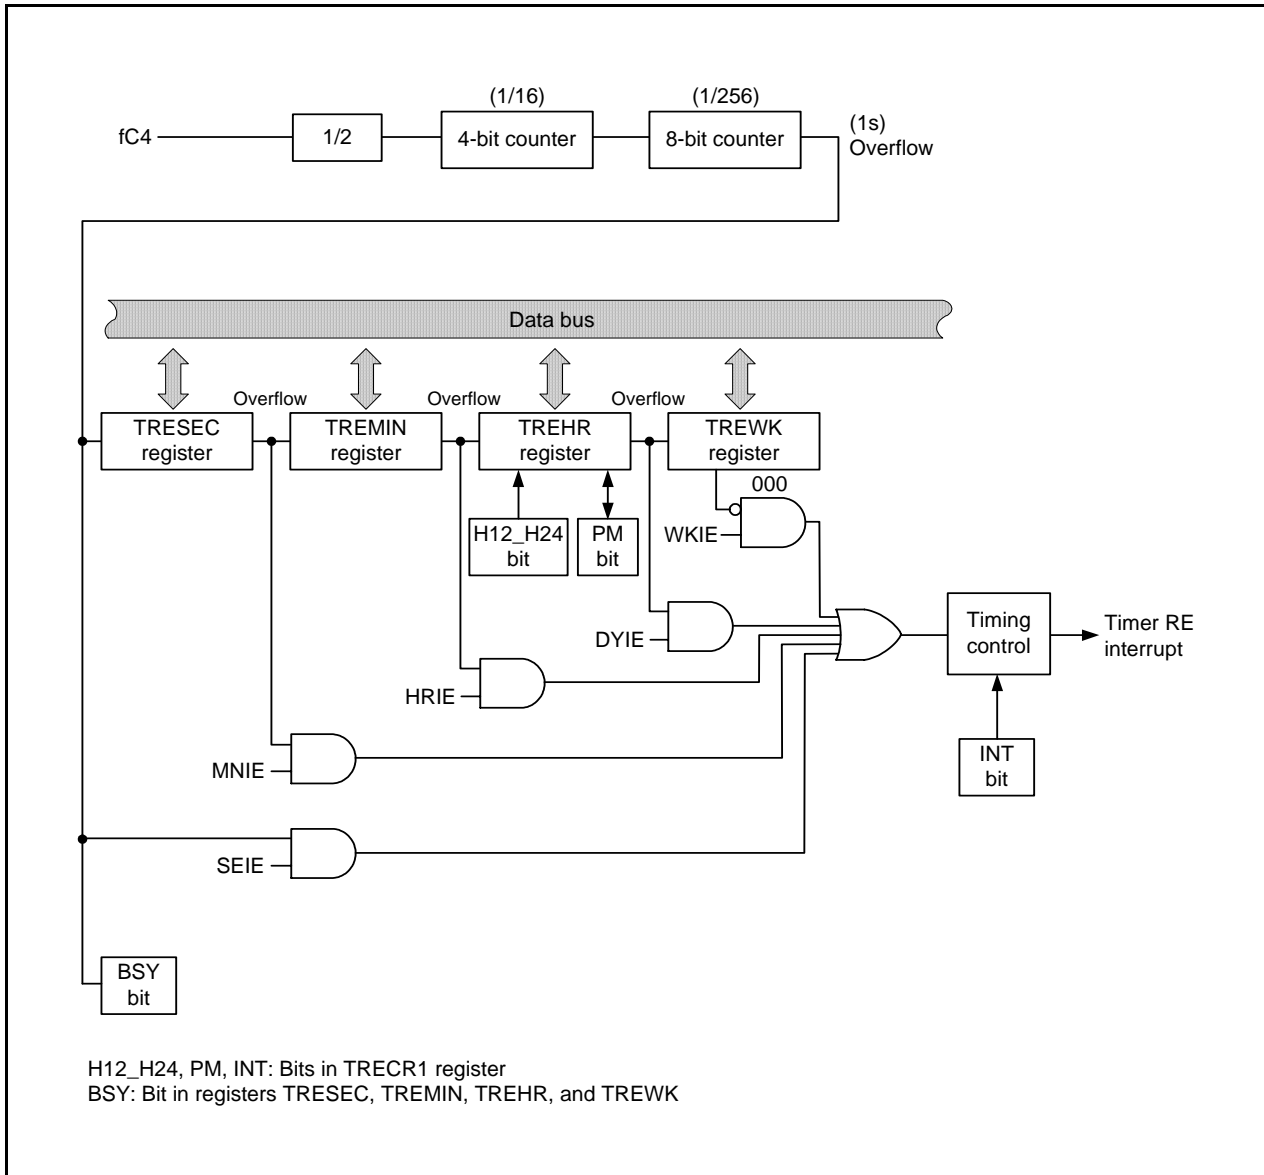 (1/16)
(1/256)
fC4
1/2
4-bit counter
8-bit counter
(1s)
Overflow
Data bus
Overflow
Overflow
Overflow
TRESEC
register
TREMIN
register
TREHR
register
TREWK
register
000
H12_H24
bit
PM
bit
WKIE
DYIE
Timing
control
Timer RE
interrupt
HRIE
MNIE
INT
bit
SEIE
BSY
bit
H12_H24, PM, INT: Bits in TRECR1 register
BSY: Bit in registers TRESEC, TREMIN, TREHR, and TREWK